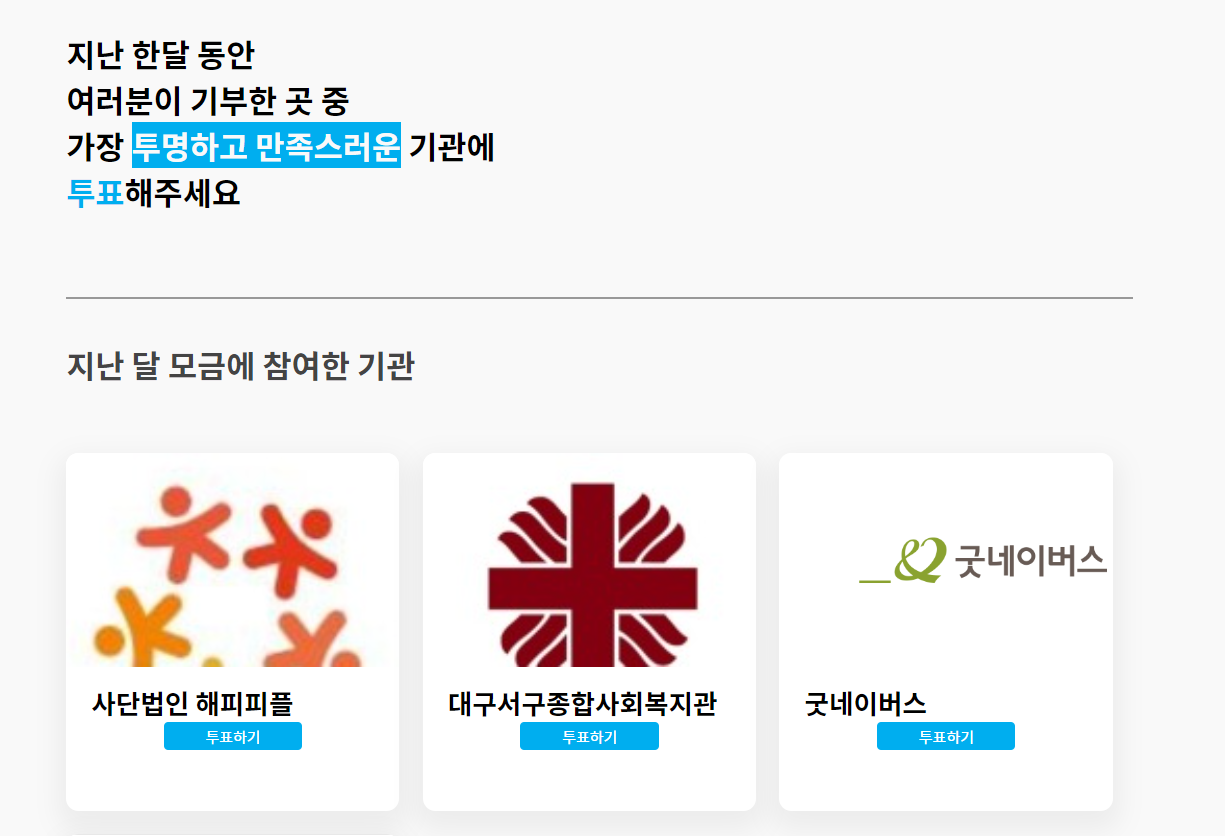 지난 한달 동안
여러분이 기부한 곳 중
가장 투명하고 만족스러운 기관에
투표해주세요
지난 달 모금에 참여한 기관
굿네이버스
사단법인 해피피플
대구서구종합사회복지관
굿네이버스
투표하기
투표하기
투표하기